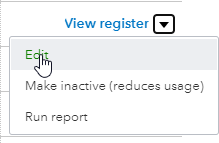 View register
Edit
Make inactive (reduces usage)
Run report